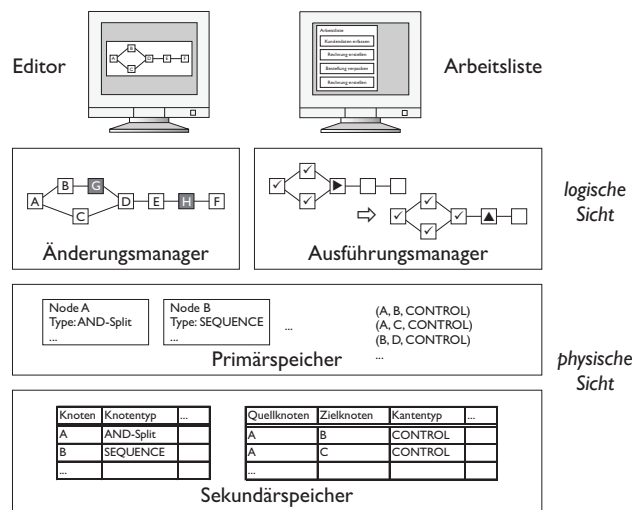 Editor
B
A
D
E
F
C
Arbeitsliste
Kundendaten erfassen
Rechnung erstellen
Bestellung verpacken
Rechnung erstellen
Arbeitsliste
B
G
A
D
E
H
F
C
Änderungsmanager
Ausführungsmanager
logische
Sicht
Node A
Type: AND-Split
...
Node B
Type: SEQUENCE
...
...
(A, B, CONTROL)
(A, C, CONTROL)
(B, D, CONTROL)
...
Primärspeicher
physische
Sicht
Knoten Knotentyp ...
A AND-Split
B SEQUENCE
...
Quellknoten Zielknoten Kantentyp ...
A B CONTROL
A C CONTROL
...
Sekundärspeicher